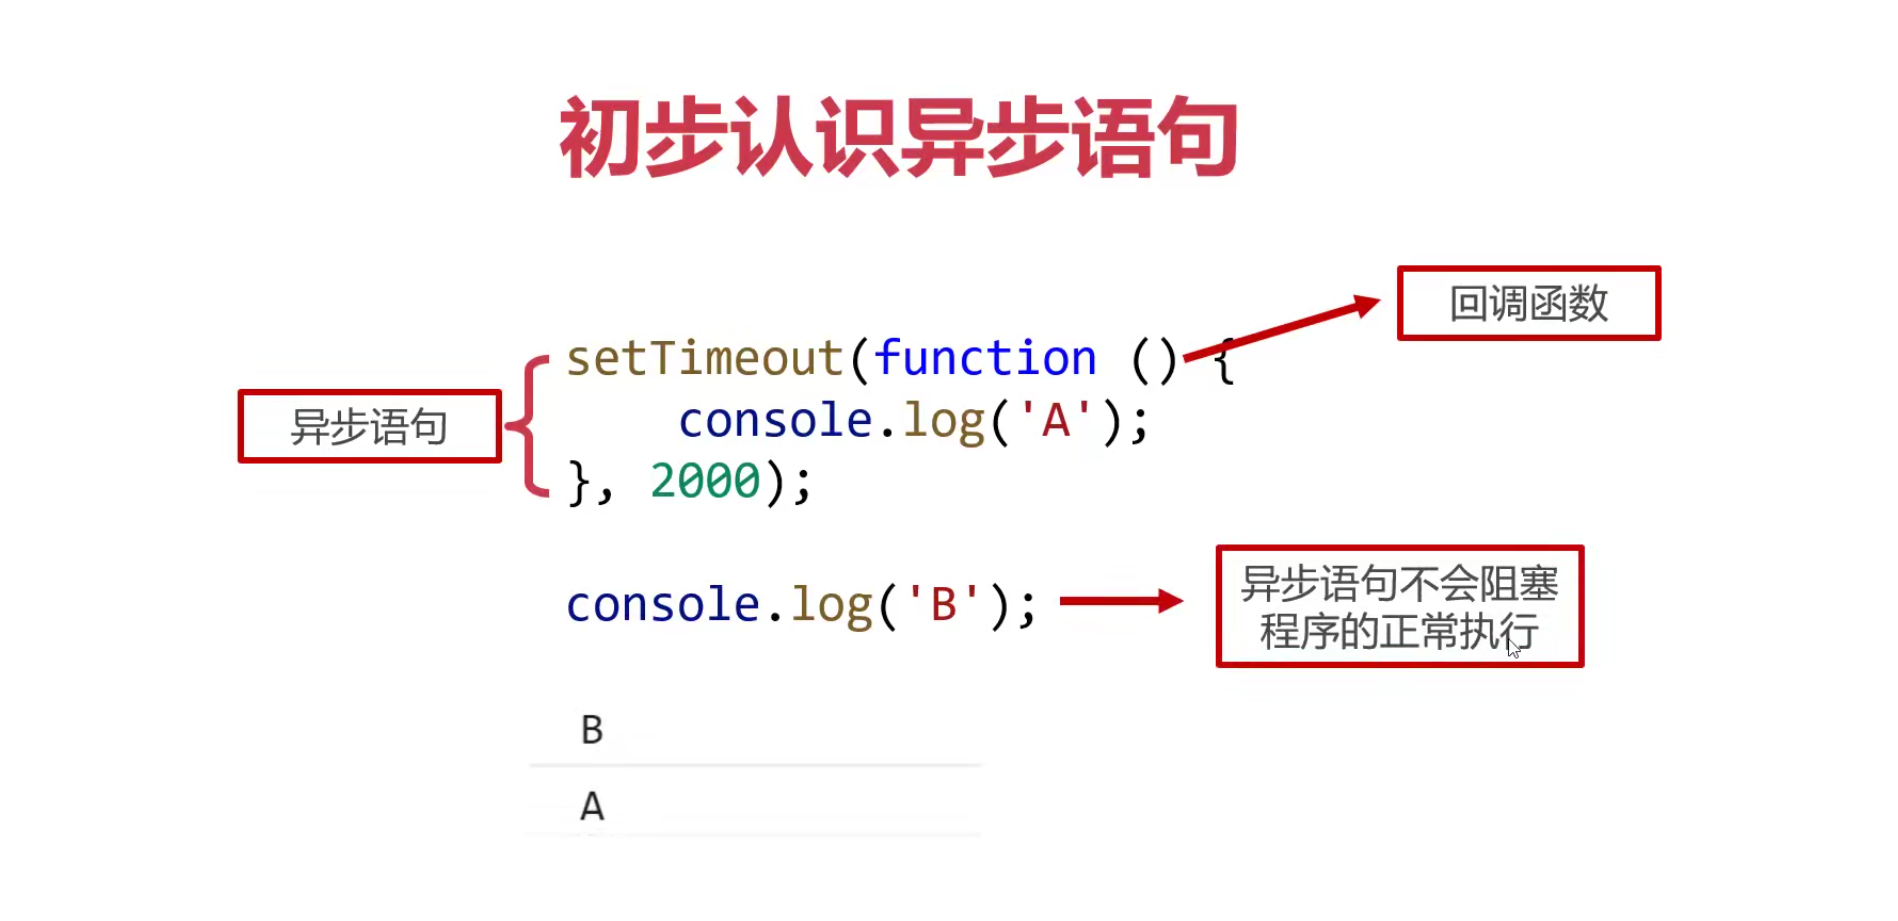 初步认识异步语句
回调函数
setTimeout(function () {
异步语句
console.log('A');
}, 2000);
console.log('B');
异步语句不会阻塞
程序的正常执行
B
A